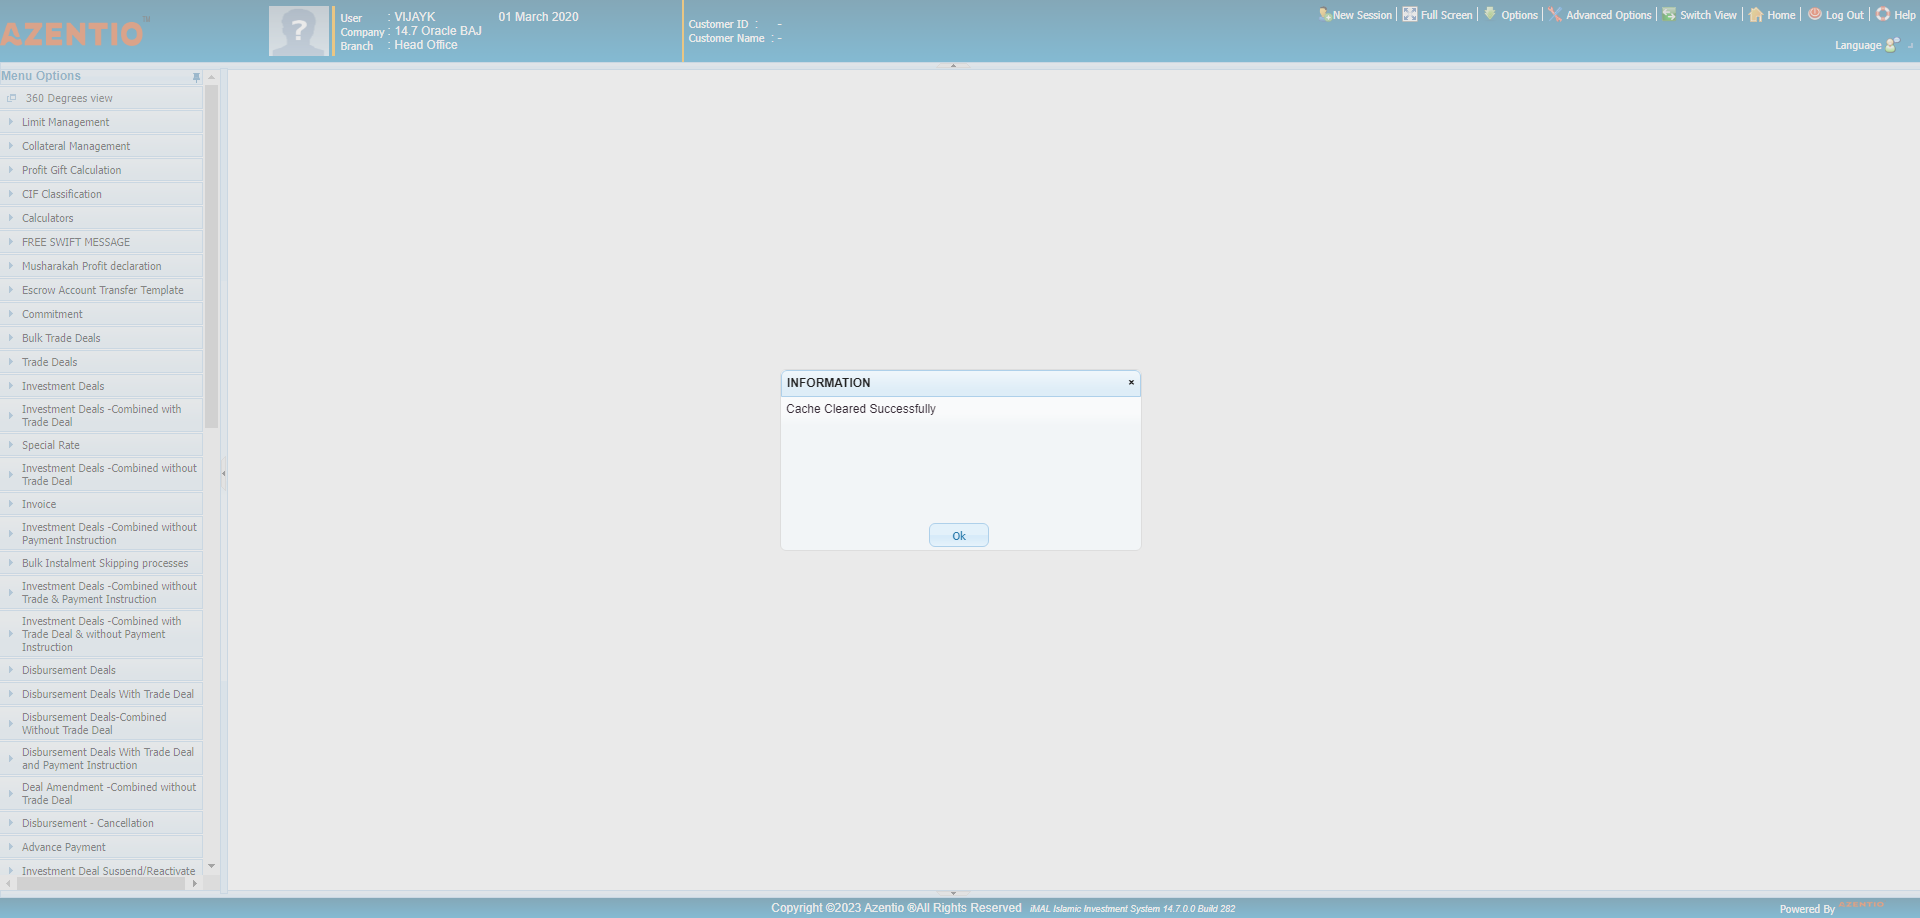 AZENTIO™
User : VIJAYK 01 March 2020
Company : 14.7 Oracle BAJ
Branch : Head Office
Customer ID : -
Customer Name : -
New Session
Full Screen
Options
Advanced Options
Switch View
Home
Log Out
Help
Language
Menu Options
360 Degrees view
Limit Management
Collateral Management
Profit Gift Calculation
CIF Classification
Calculators
FREE SWIFT MESSAGE
Musharakah Profit declaration
Escrow Account Transfer Template
Commitment
Bulk Trade Deals
Trade Deals
Investment Deals
Investment Deals -Combined with
Trade Deal
Special Rate
Investment Deals -Combined without
Trade Deal
Invoice
Investment Deals -Combined without
Payment Instruction
Bulk Instalment Skipping processes
Investment Deals -Combined without
Trade & Payment Instruction
Investment Deals -Combined with
Trade Deal & without Payment
Instruction
Disbursement Deals
Disbursement Deals With Trade Deal
Disbursement Deals-Combined
Without Trade Deal
Disbursement Deals With Trade Deal
and Payment Instruction
Deal Amendment -Combined without
Trade Deal
Disbursement - Cancellation
Advance Payment
Investment Deal Suspend/Reactivate
INFORMATION
Cache Cleared Successfully
Ok
Copyright ©2023 Azentio ®All Rights Reserved iMAL Islamic Investment System 14.7.0.0 Build 282
Powered By AZENTIO